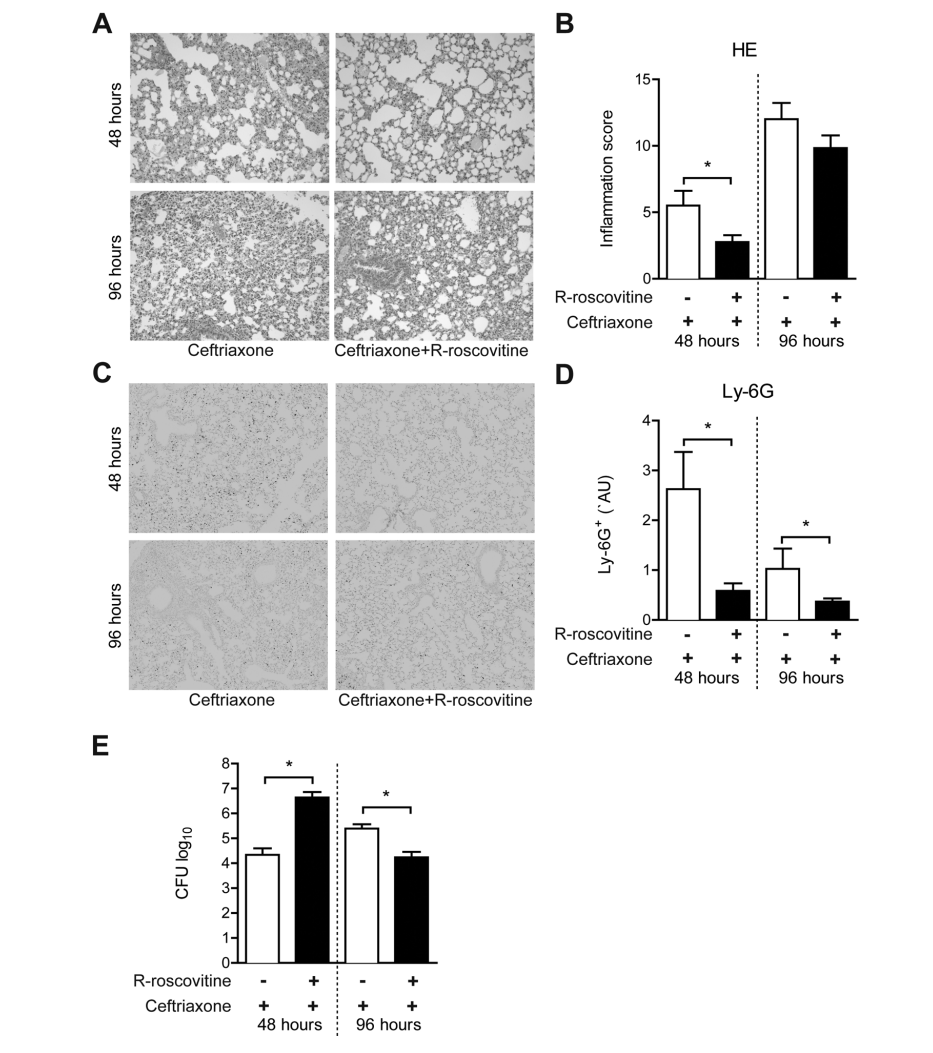 A
48 hours
96 hours
Ceftriaxone
Ceftriaxone+R-roscovitine
B
HE
Inflammation score
15
10
5
0
*
R-roscovitine - + - +
Ceftriaxone + + + +
48 hours 96 hours
C
48 hours
96 hours
Ceftriaxone
Ceftriaxone+R-roscovitine
D
Ly-6G
Ly-6G+ (`AU)
4
3
2
1
0
*
*
R-roscovitine - + - +
Ceftriaxone + + + +
48 hours 96 hours
E
CFU log10
8
7
6
5
4
3
2
1
0
*
*
R-roscovitine - + - +
Ceftriaxone + + + +
48 hours 96 hours